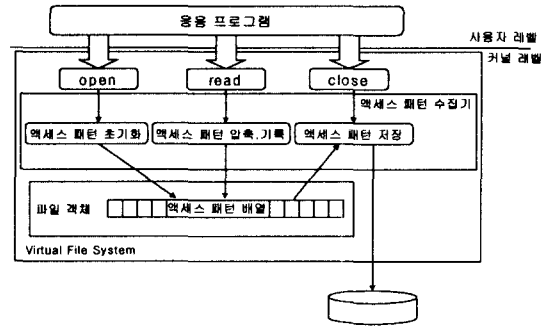 응용 프로그램
사용자 레벨
커널 레벨
open
read
close
액세스 패턴 수집기
액세스 패턴 초기화
액세스 패턴 압축,기록
액세스 패턴 저장
파일 객체
액세스 패턴 배열
Virtual File System